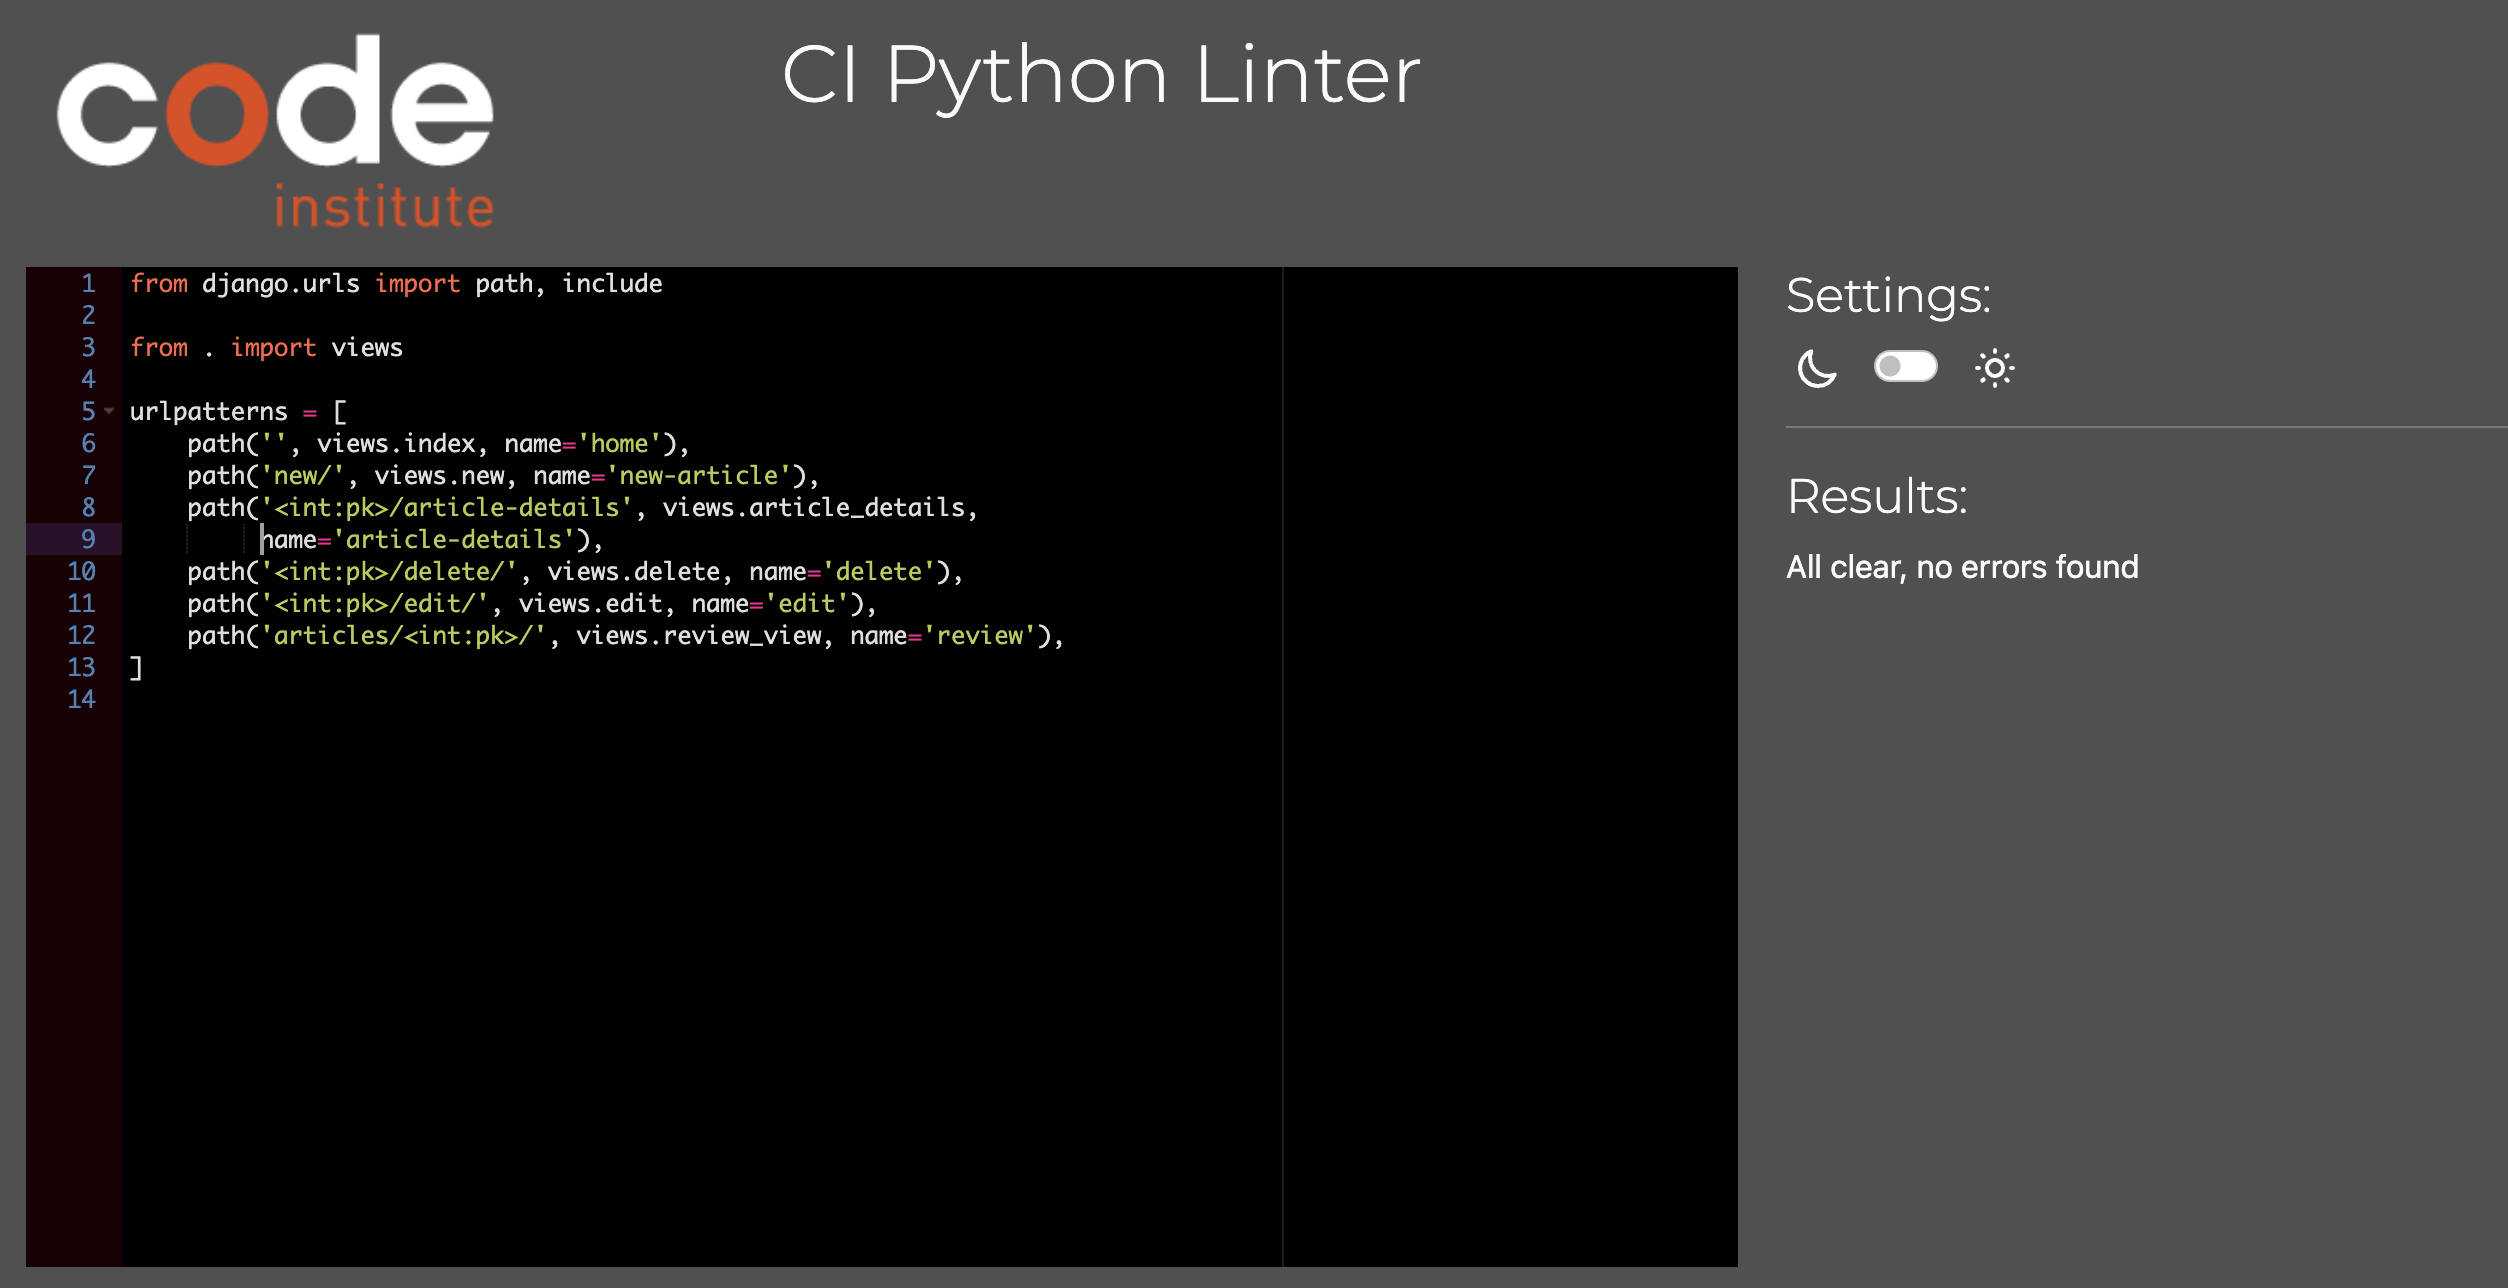 code
institute
CI Python Linter
1 from django.urls import path, include
2
3 from . import views
4
5 urlpatterns = [
6     path('', views.index, name='home'),
7     path('new/', views.new, name='new-article'),
8     path('<int:pk>/article-details', views.article_details,
9          name='article-details'),
10     path('<int:pk>/delete/', views.delete, name='delete'),
11     path('<int:pk>/edit/', views.edit, name='edit'),
12     path('articles/<int:pk>/', views.review_view, name='review'),
13 ]
14
Settings:
Results:
All clear, no errors found